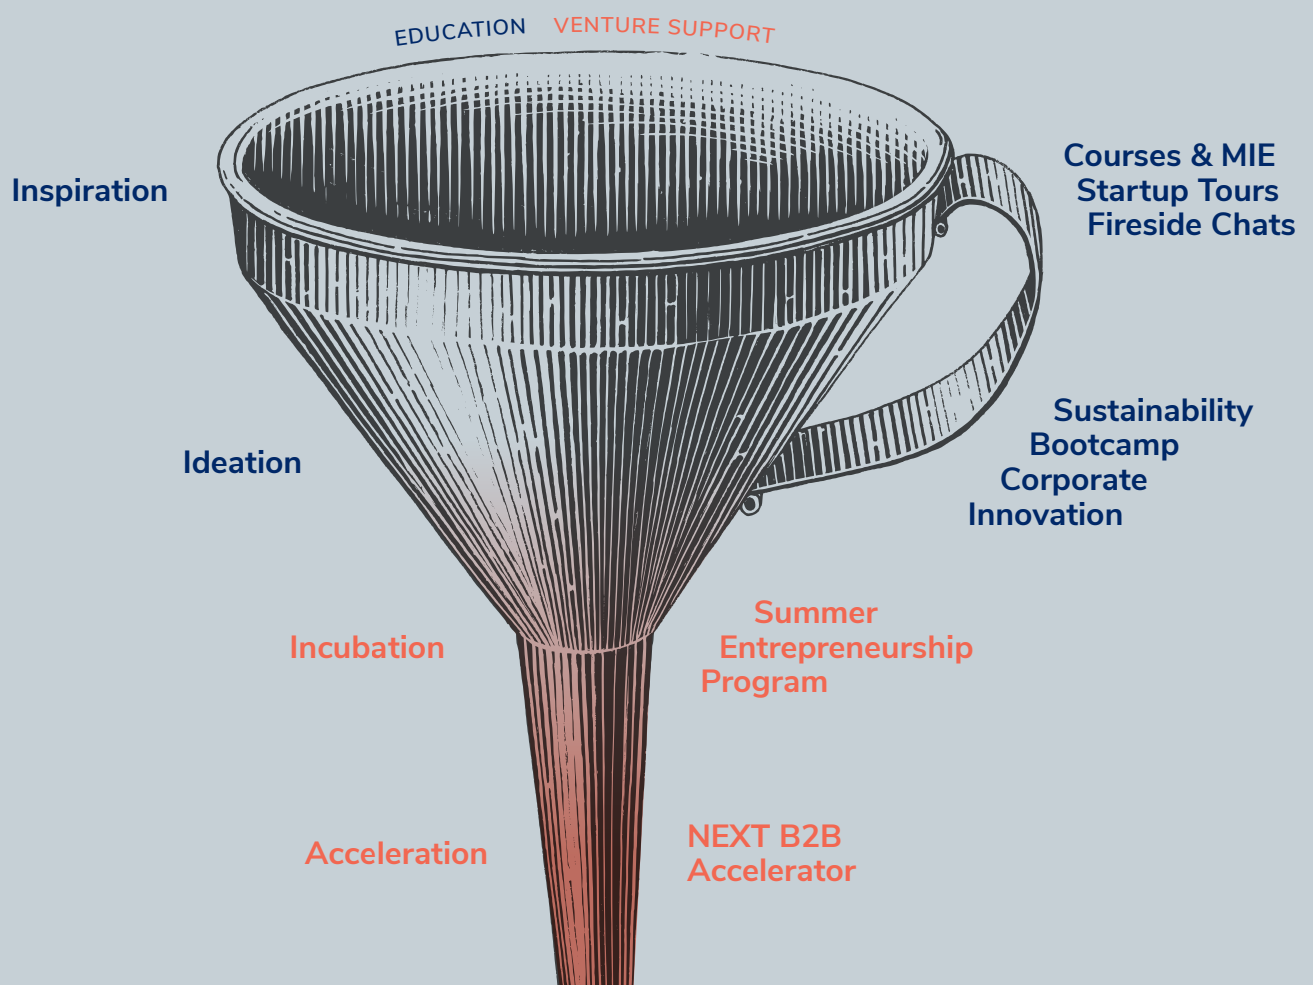 EDUCATION VENTURE SUPPORT
Inspiration
Courses & MIE
Startup Tours
Fireside Chats
Ideation
Sustainability
Bootcamp
Corporate
Innovation
Incubation
Summer
Entrepreneurship
Program
Acceleration
NEXT B2B
Accelerator